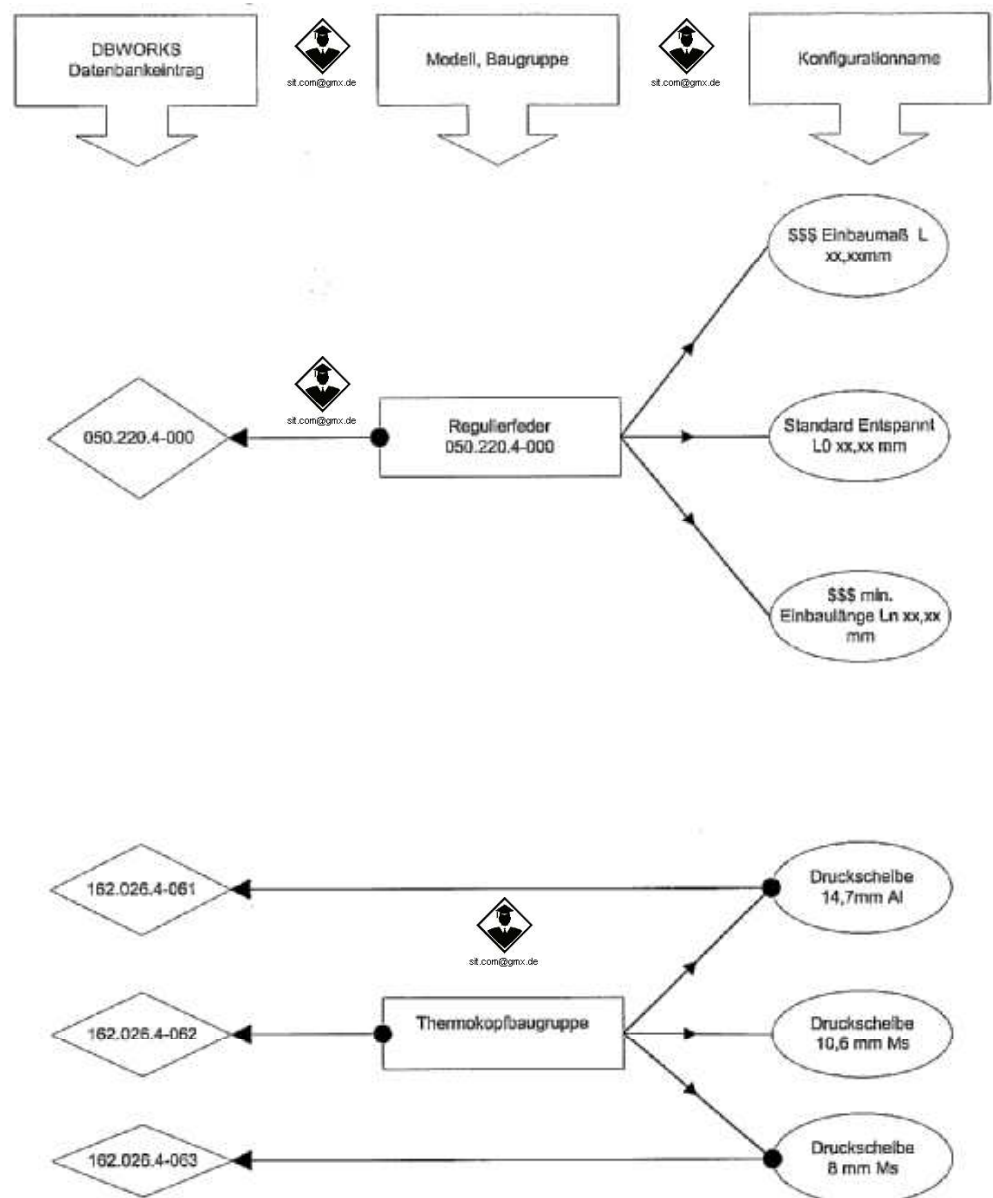 DBWORKS
Datenbankeintrag
sit.com@gmx.de
Modell, Baugruppe
sit.com@gmx.de
Konfigurationname
$$$ Einbaumaß L
xx,xxmm
sit.com@gmx.de
050.220.4-000
Regulierfeder
050.220.4-000
Standard Entspannt
L0 xx,xx mm
$$$ min.
Einbaulänge Ln xx,xx
mm
162.026.4-061
Druckscheibe
14,7mm Al
sit.com@gmx.de
162.026.4-062
Thermokopfbaugruppe
Druckscheibe
10,6 mm Ms
162.026.4-063
Druckscheibe
8 mm Ms